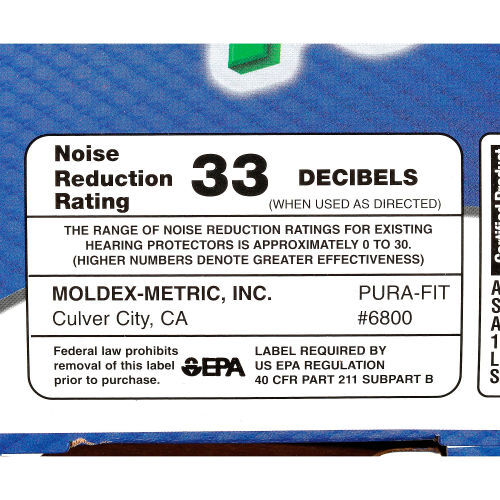 Noise
Reduction
Rating
33
DECIBELS
(WHEN USED AS DIRECTED)
THE RANGE OF NOISE REDUCTION RATINGS FOR EXISTING
HEARING PROTECTORS IS APPROXIMATELY 0 TO 30.
(HIGHER NUMBERS DENOTE GREATER EFFECTIVENESS)
MOLDEX-METRIC, INC.
Culver City, CA
PURA-FIT
#6800
Federal law prohibits
removal of this label
prior to purchase.
EPA
LABEL REQUIRED BY
US EPA REGULATION
40 CFR PART 211 SUBPART B
Certified Product
A
S
A
1
L
S